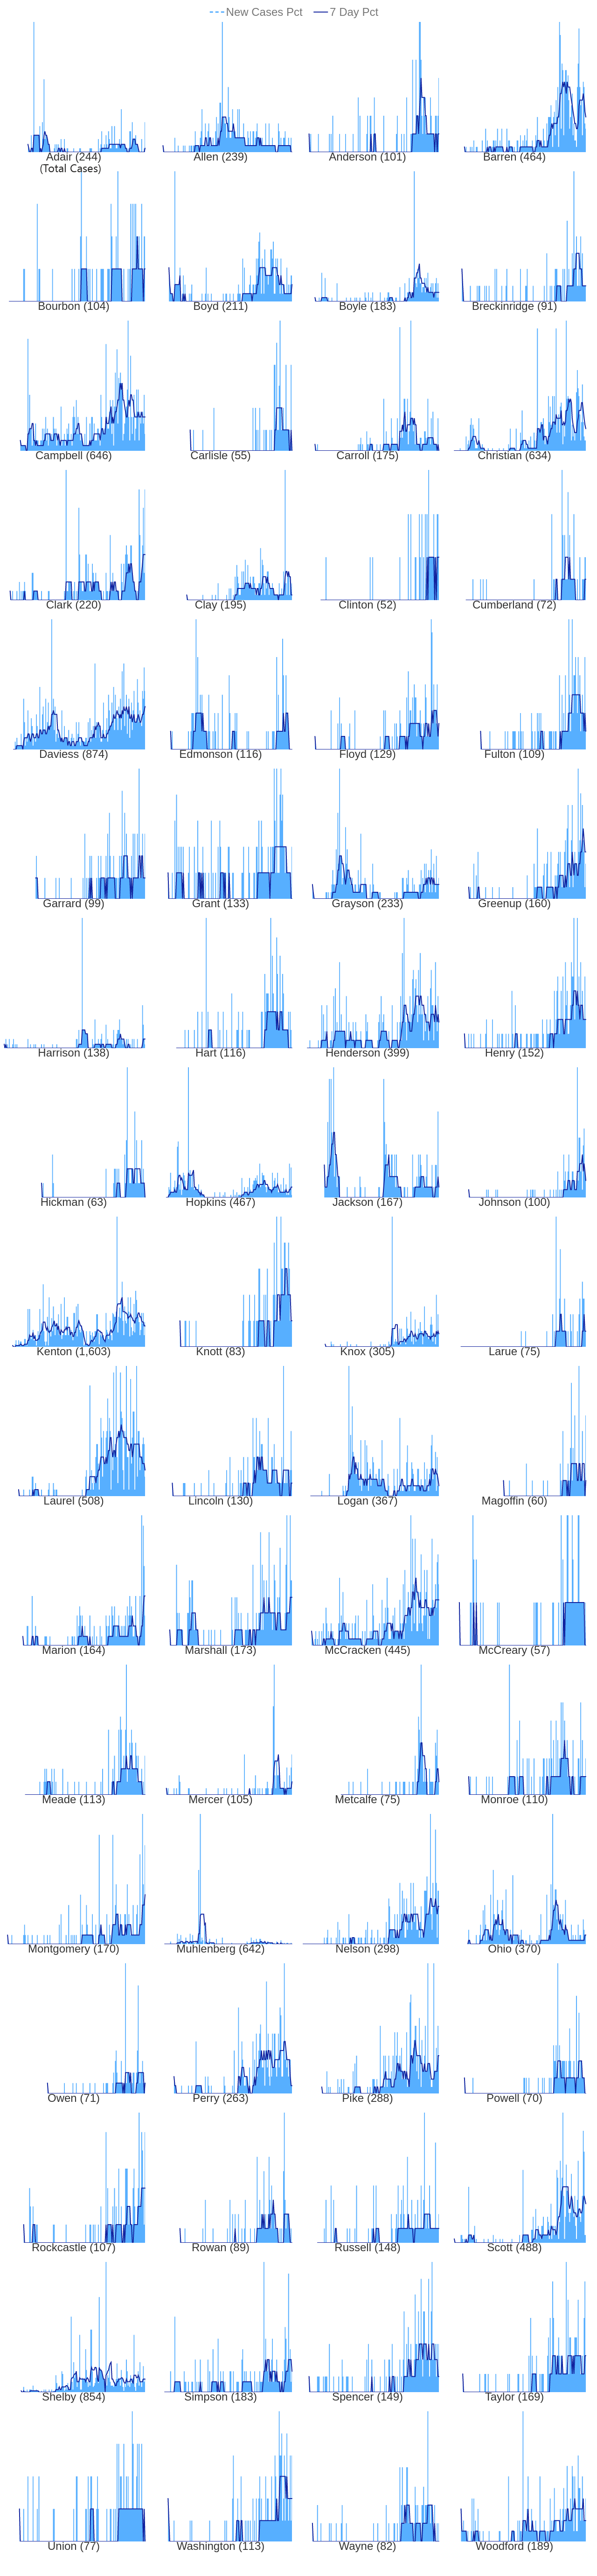 New Cases Pct 7 Day Pct
Adair (244) Allen (239) Anderson (101) Barren (464)
(Total Cases)
Bourbon (104) Boyd (211) Boyle (183) Breckinridge (91)
Campbell (646) Carlisle (55) Carroll (175) Christian (634)
Clark (220) Clay (195) Clinton (52) Cumberland (72)
Daviess (874) Edmonson (116) Floyd (129) Fulton (109)
Garrard (99) Grant (133) Grayson (233) Greenup (160)
Harrison (138) Hart (116) Henderson (399) Henry (152)
Hickman (63) Hopkins (467) Jackson (167) Johnson (100)
Kenton (1,603) Knott (83) Knox (305) Larue (75)
Laurel (508) Lincoln (130) Logan (367) Magoffin (60)
Marion (164) Marshall (173) McCracken (445) McCreary (57)
Meade (113) Mercer (105) Metcalfe (75) Monroe (110)
Montgomery (170) Muhlenberg (642) Nelson (298) Ohio (370)
Owen (71) Perry (263) Pike (288) Powell (70)
Rockcastle (107) Rowan (89) Russell (148) Scott (488)
Shelby (854) Simpson (183) Spencer (149) Taylor (169)
Union (77) Washington (113) Wayne (82) Woodford (189)